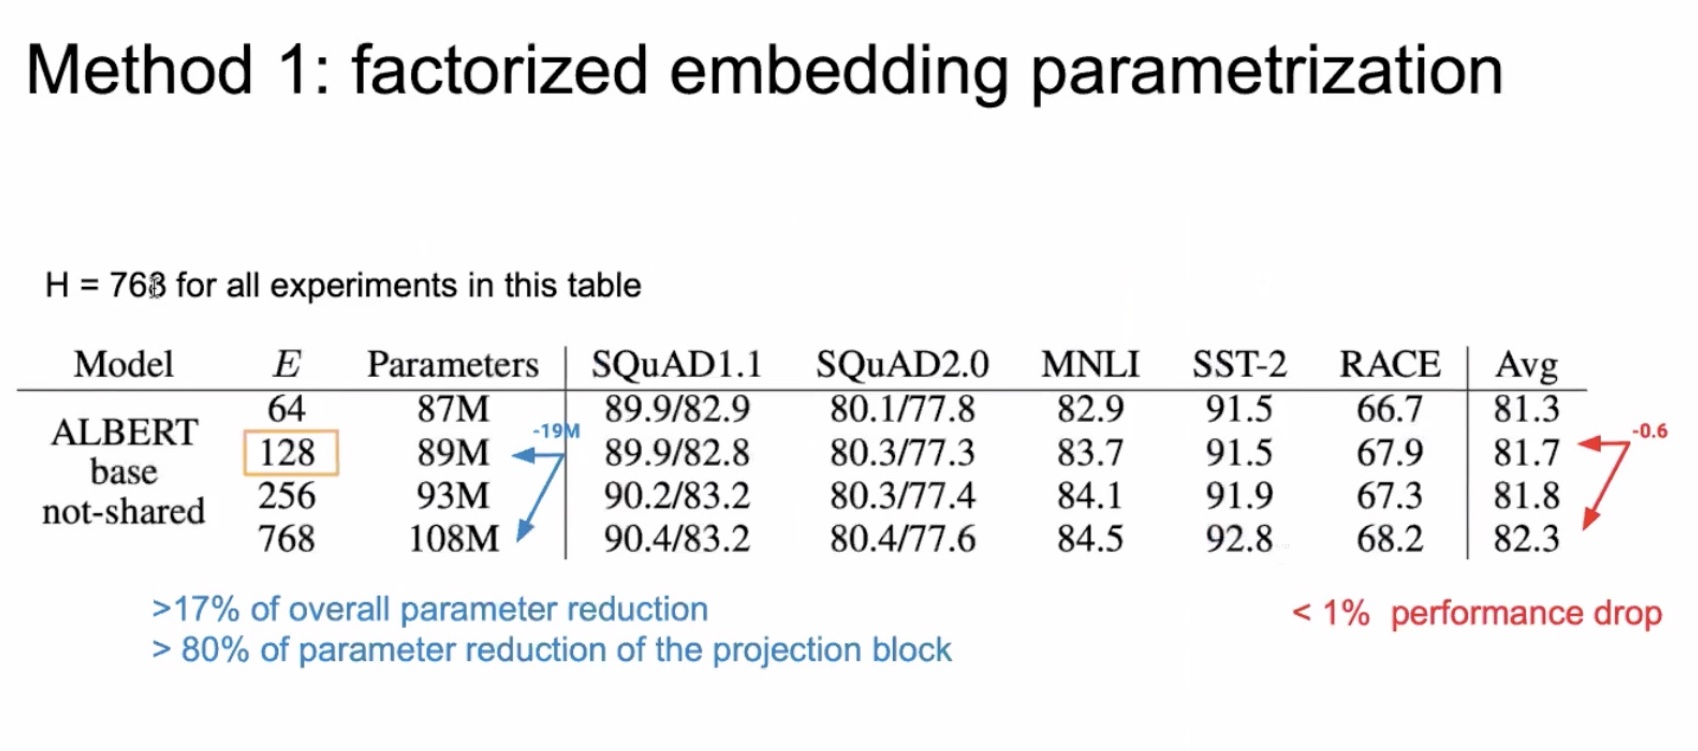 Method 1: factorized embedding parametrization
H = 768 for all experiments in this table
Model E Parameters SQuAD1.1 SQuAD2.0 MNLI SST-2 RACE Avg
ALBERT base not-shared
64 87M 89.9/82.9 80.1/77.8 82.9 91.5 66.7 81.3
128 89M 89.9/82.8 80.3/77.3 83.7 91.5 67.9 81.7
256 93M 90.2/83.2 80.3/77.4 84.1 91.9 67.3 81.8
768 108M 90.4/83.2 80.4/77.6 84.5 92.8 68.2 82.3
-19M
-0.6
>17% of overall parameter reduction
> 80% of parameter reduction of the projection block
< 1% performance drop